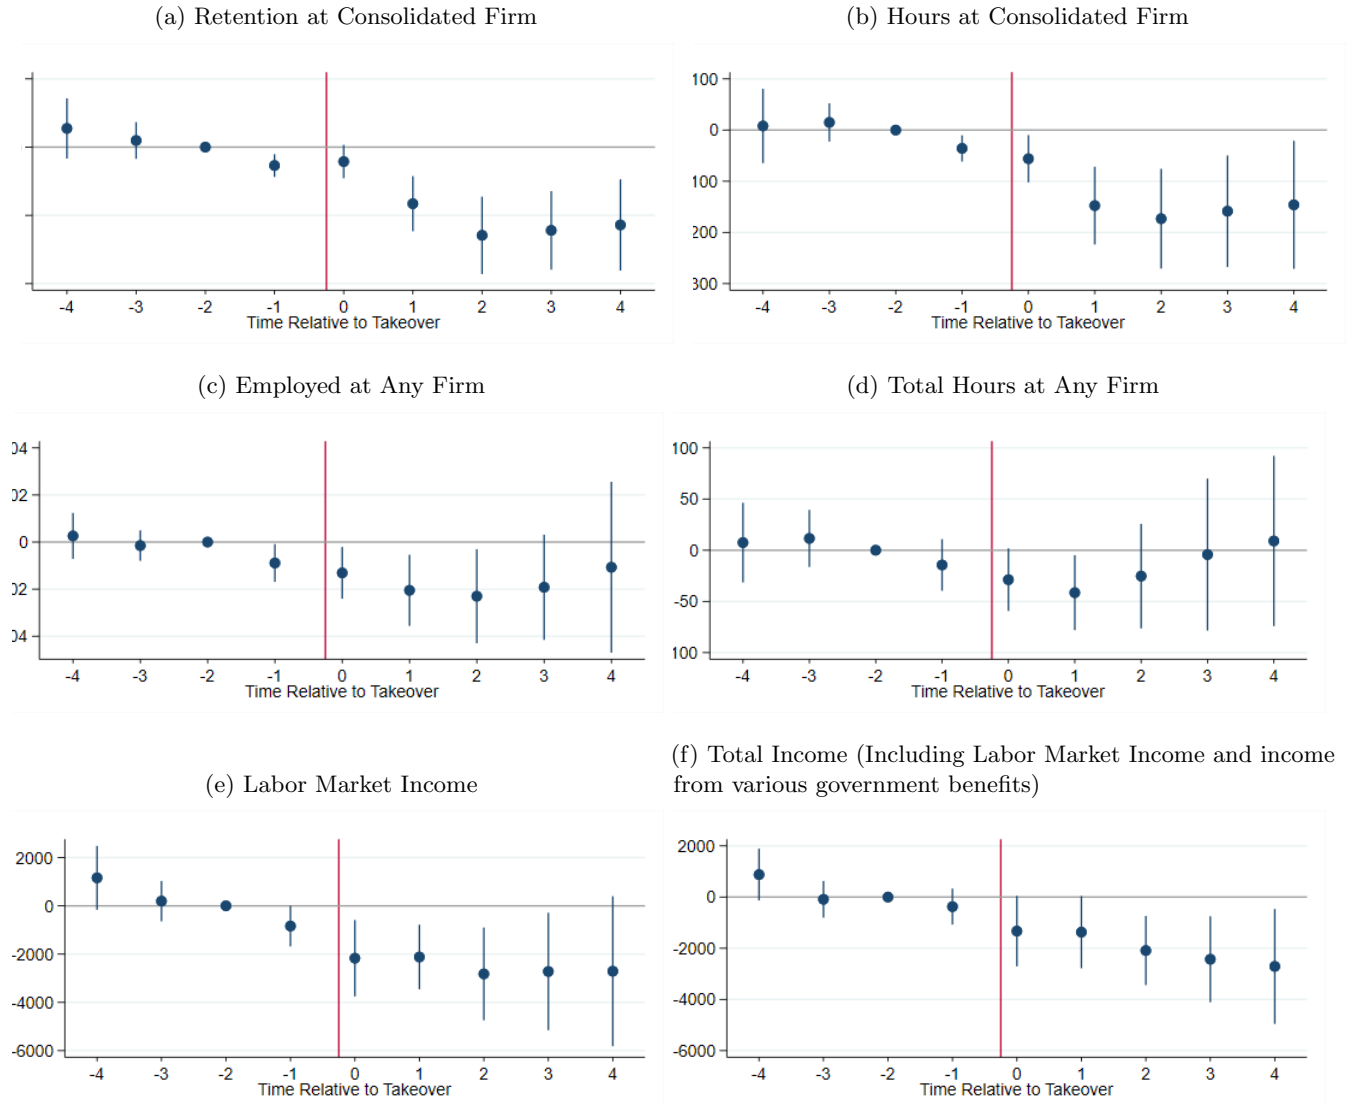 (a) Retention at Consolidated Firm
-4 -3 -2 -1 0 1 2 3 4
Time Relative to Takeover
(b) Hours at Consolidated Firm
100
0
100
200
300
-4 -3 -2 -1 0 1 2 3 4
Time Relative to Takeover
(c) Employed at Any Firm
04
02
0
02
04
-4 -3 -2 -1 0 1 2 3 4
Time Relative to Takeover
(d) Total Hours at Any Firm
100
50
0
-50
100
-4 -3 -2 -1 0 1 2 3 4
Time Relative to Takeover
(e) Labor Market Income
2000
0
-2000
-4000
-6000
-4 -3 -2 -1 0 1 2 3 4
Time Relative to Takeover
(f) Total Income (Including Labor Market Income and income
from various government benefits)
2000
0
-2000
-4000
-6000
-4 -3 -2 -1 0 1 2 3 4
Time Relative to Takeover